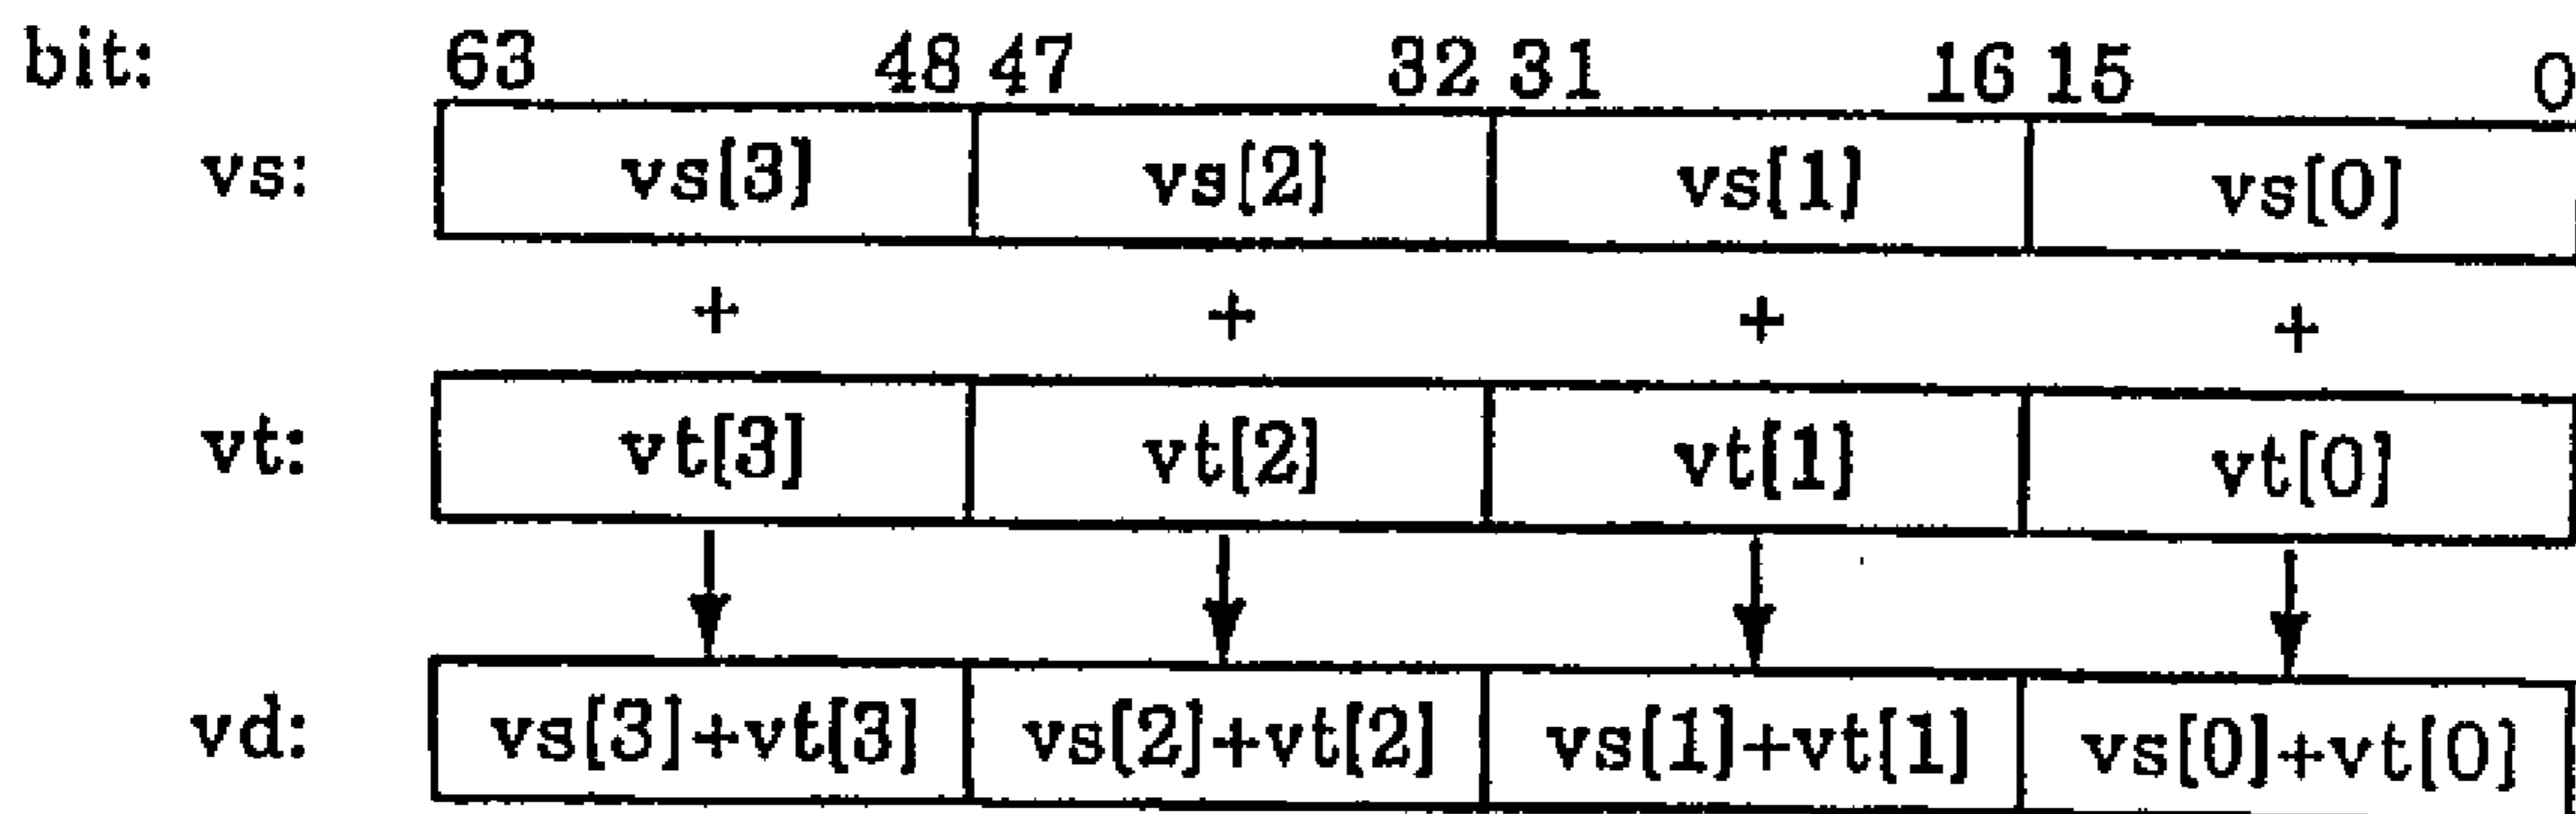 bit: 63 48 47 32 31 16 15 0
vs: vs[3] vs[2] vs[1] vs[0]
+ + + +
vt: vt[3] vt[2] vt[1] vt[0]
vd: vs[3]+vt[3] vs[2]+vt[2] vs[1]+vt[1] vs[0]+vt[0]